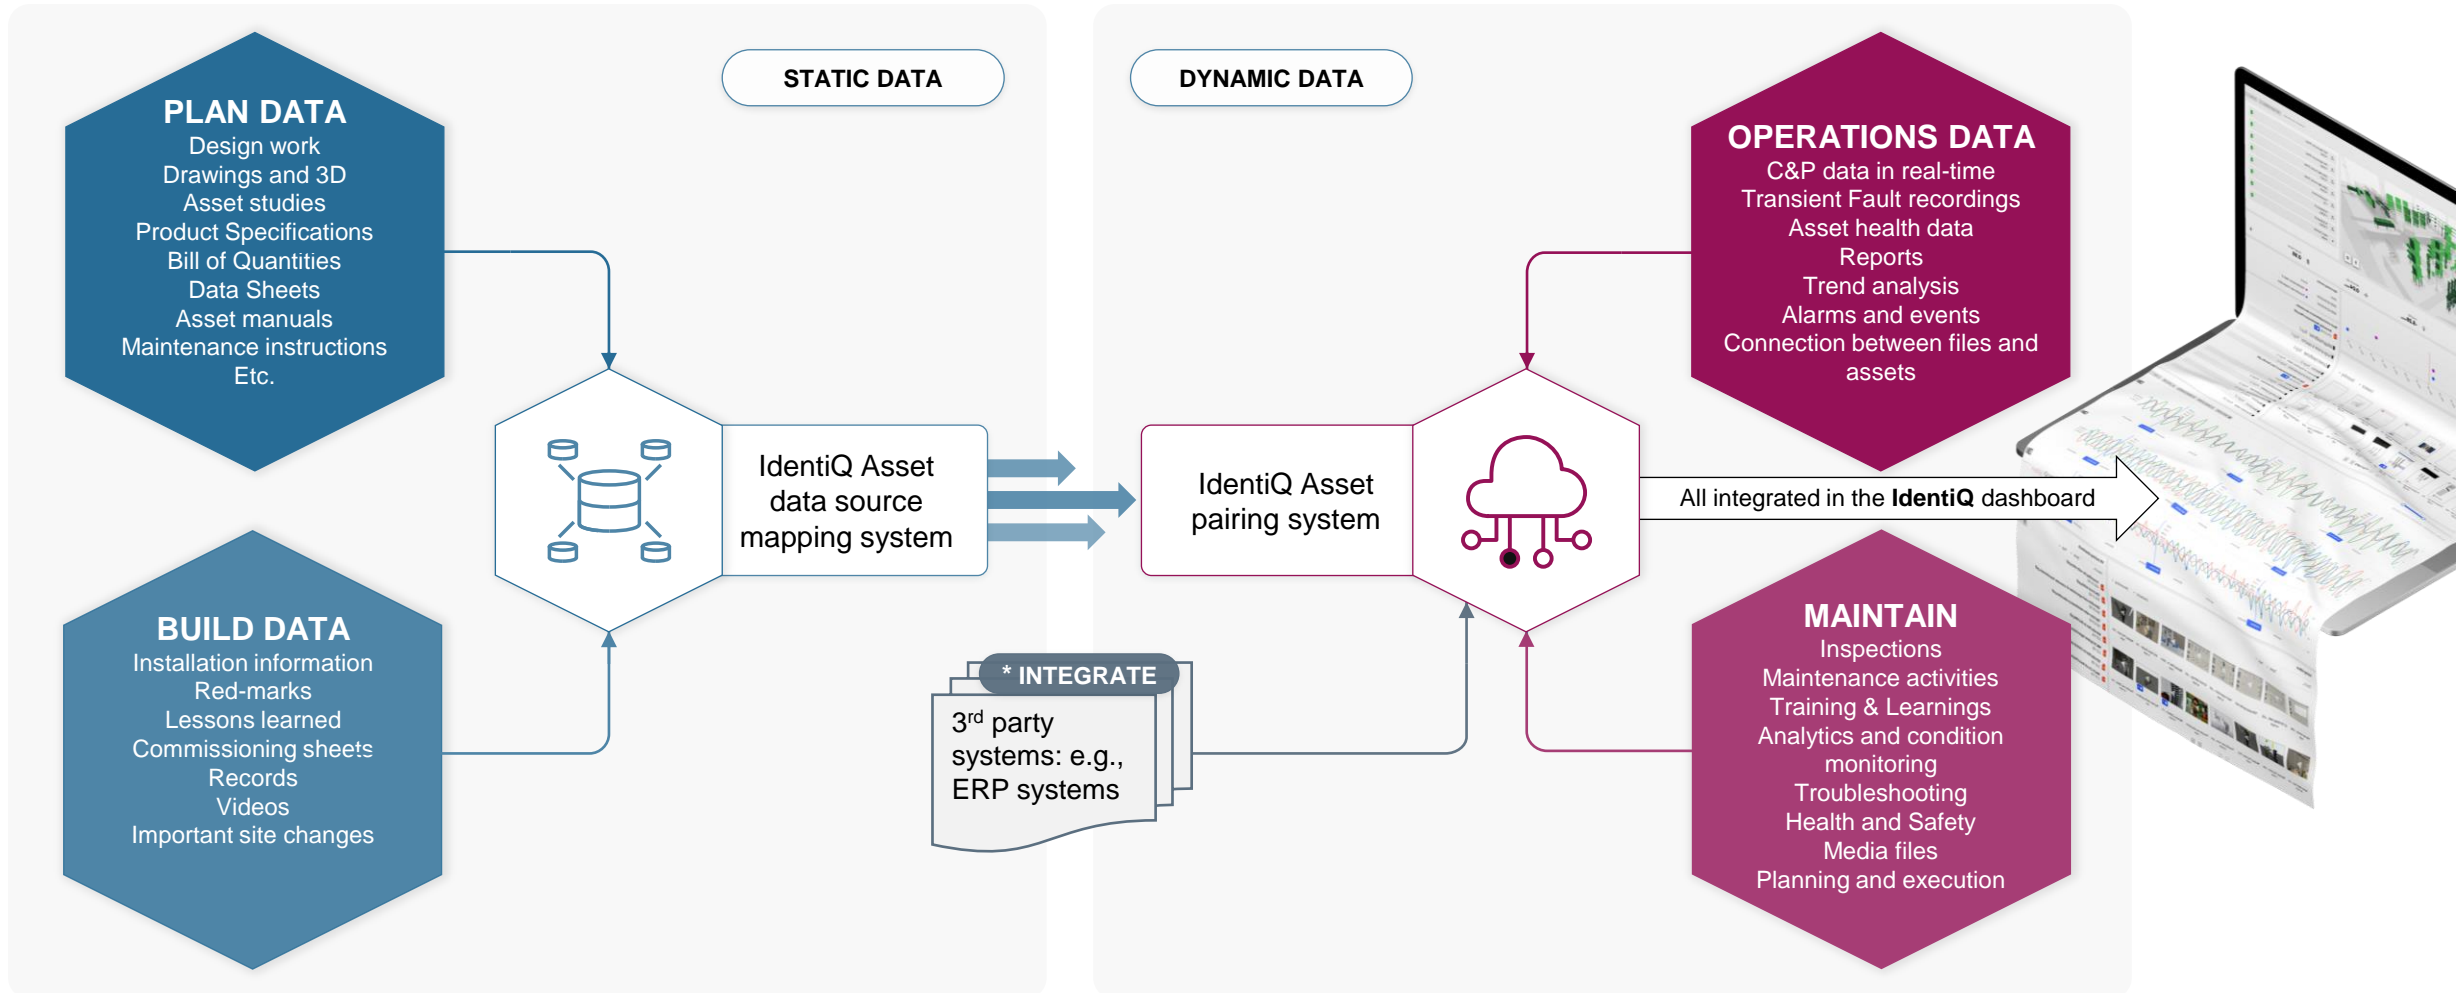 STATIC DATA
DYNAMIC DATA
PLAN DATA
Design work
Drawings and 3D
Asset studies
Product Specifications
Bill of Quantities
Data Sheets
Asset manuals
Maintenance instructions
Etc.
BUILD DATA
Installation information
Red-marks
Lessons learned
Commissioning sheets
Records
Videos
Important site changes
IdentiQ Asset
data source
mapping system
* INTEGRATE
3rd party
systems: e.g.,
ERP systems
IdentiQ Asset
pairing system
OPERATIONS DATA
C&P data in real-time
Transient Fault recordings
Asset health data
Reports
Trend analysis
Alarms and events
Connection between files and
assets
All integrated in the IdentiQ dashboard
MAINTAIN
Inspections
Maintenance activities
Training & Learnings
Analytics and condition
monitoring
Troubleshooting
Health and Safety
Media files
Planning and execution